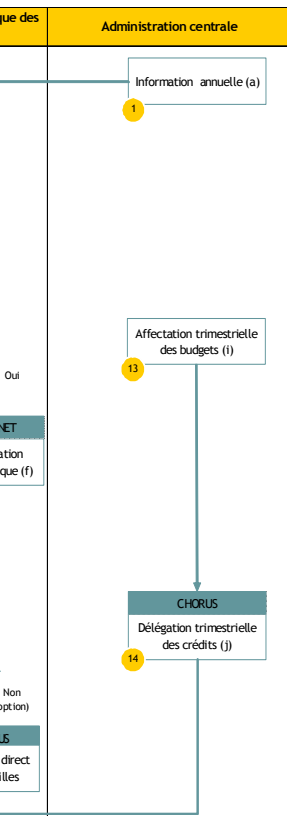 que des
Administration centrale
Information annuelle (a)
1
Affectation trimestrielle
des budgets (i)
13
Oui
NET
ation
que (f)
CHORUS
Délégation trimestrielle
des crédits (j)
14
Non
option)
US
direct
illes